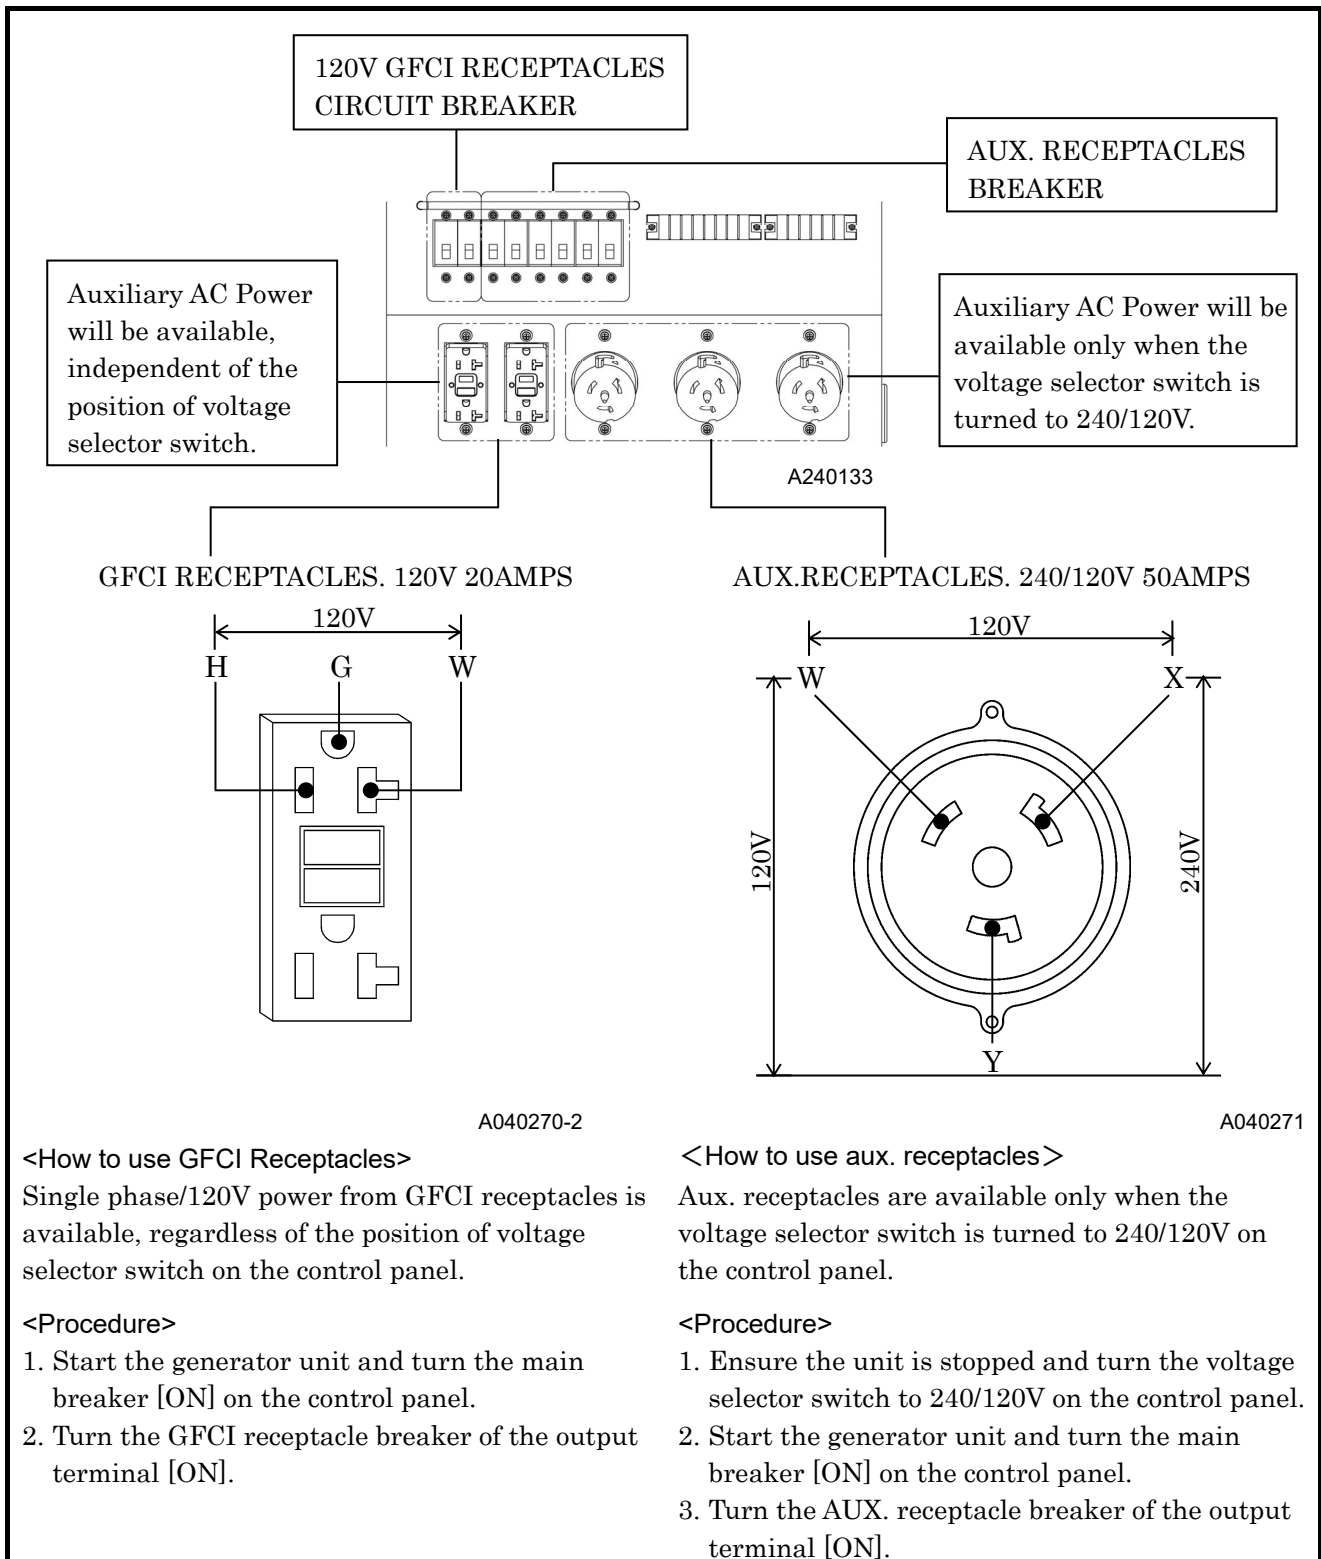 120V GFCI RECEPTACLES
CIRCUIT BREAKER
AUX. RECEPTACLES
BREAKER
Auxiliary AC Power
will be available,
independent of the
position of voltage
selector switch.
Auxiliary AC Power will be
available only when the
voltage selector switch is
turned to 240/120V.
A240133
GFCI RECEPTACLES. 120V 20AMPS
120V
H G W
A040270-2
AUX.RECEPTACLES. 240/120V 50AMPS
120V
W X
120V
240V
Y
A040271
<How to use GFCI Receptacles>
Single phase/120V power from GFCI receptacles is
available, regardless of the position of voltage
selector switch on the control panel.
<Procedure>
1. Start the generator unit and turn the main
breaker [ON] on the control panel.
2. Turn the GFCI receptacle breaker of the output
terminal [ON].
<How to use aux. receptacles>
Aux. receptacles are available only when the
voltage selector switch is turned to 240/120V on
the control panel.
<Procedure>
1. Ensure the unit is stopped and turn the voltage
selector switch to 240/120V on the control panel.
2. Start the generator unit and turn the main
breaker [ON] on the control panel.
3. Turn the AUX. receptacle breaker of the output
terminal [ON].